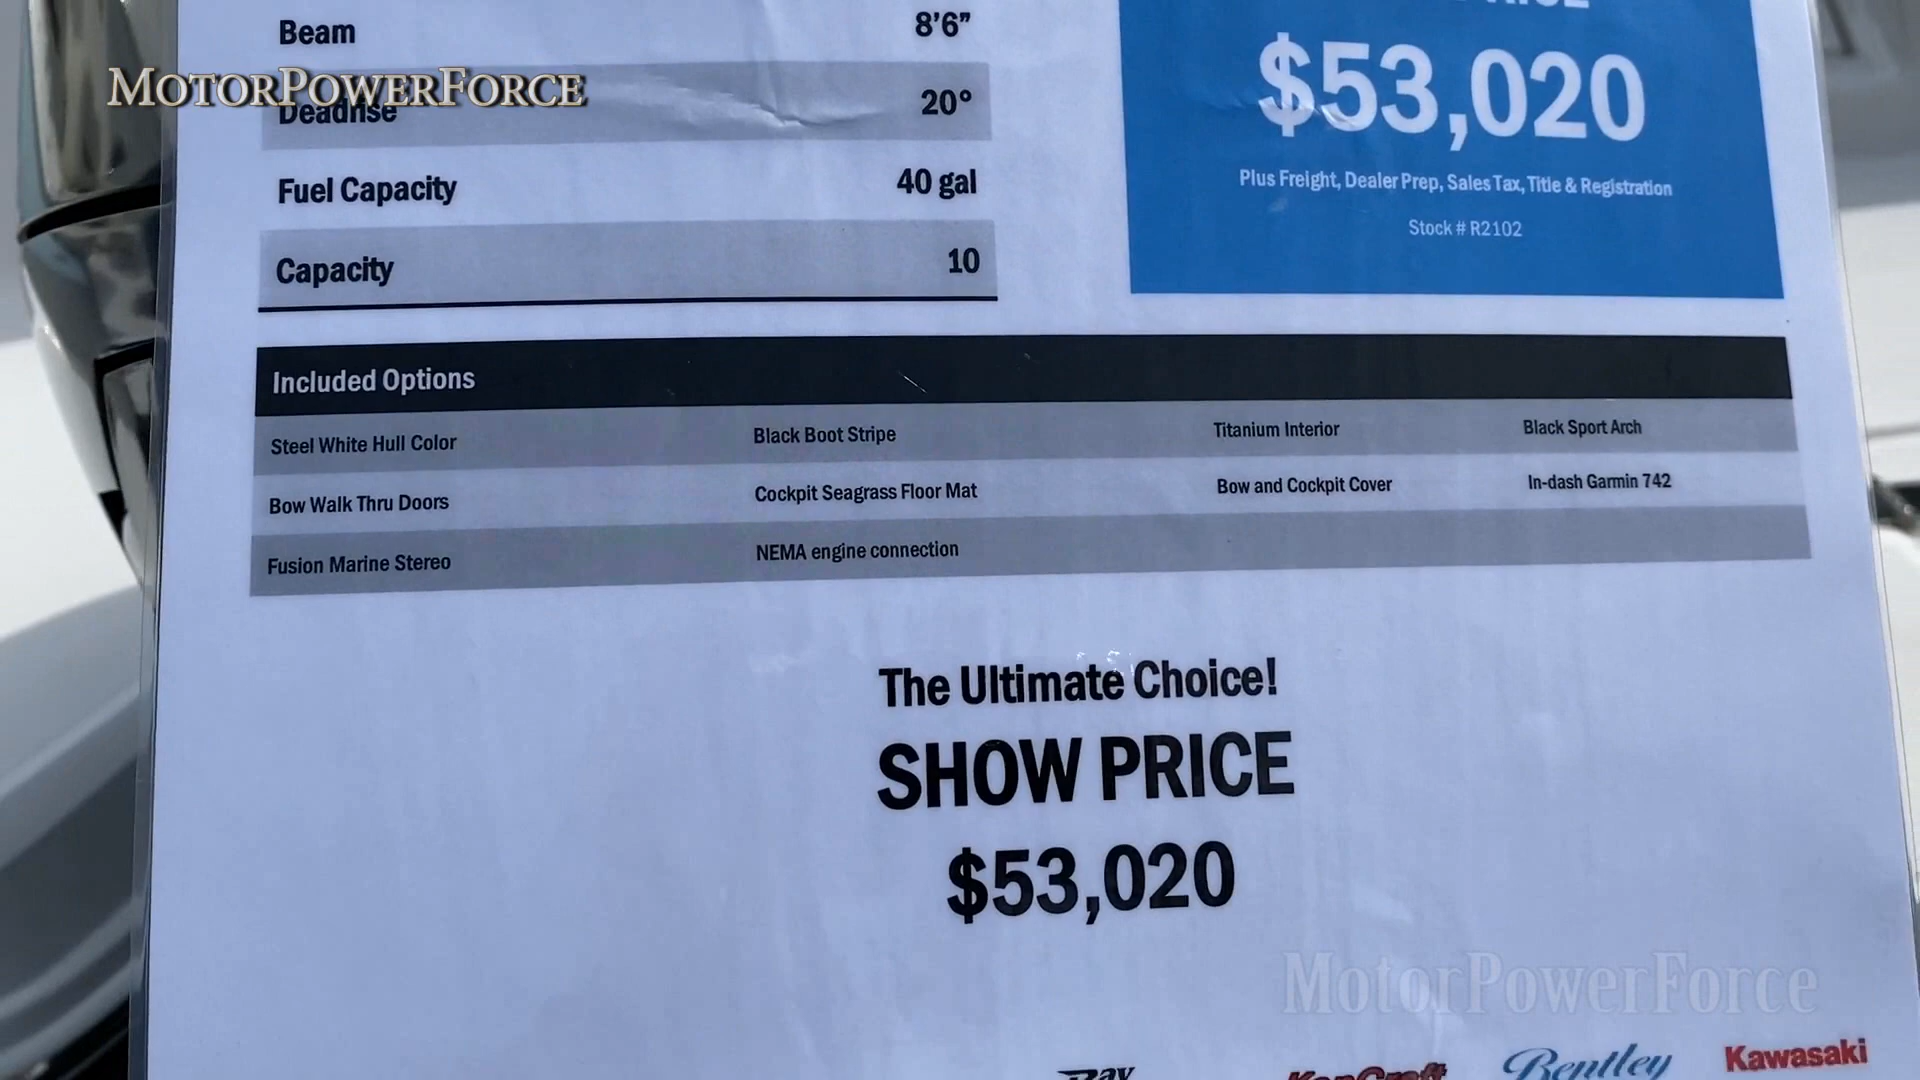 Beam 8’6”
MotorPowerForce
Deadrise 20°
Fuel Capacity 40 gal
Capacity 10
$53,020
Plus Freight, Dealer Prep, Sales Tax, Title & Registration
Stock # R2102
Included Options
Steel White Hull Color Black Boot Stripe Titanium Interior Black Sport Arch
Bow Walk Thru Doors Cockpit Seagrass Floor Mat Bow and Cockpit Cover In-dash Garmin 742
Fusion Marine Stereo NEMA engine connection
The Ultimate Choice!
SHOW PRICE
$53,020
MotorPowerForce
Bay KenCraft Bentley Kawasaki